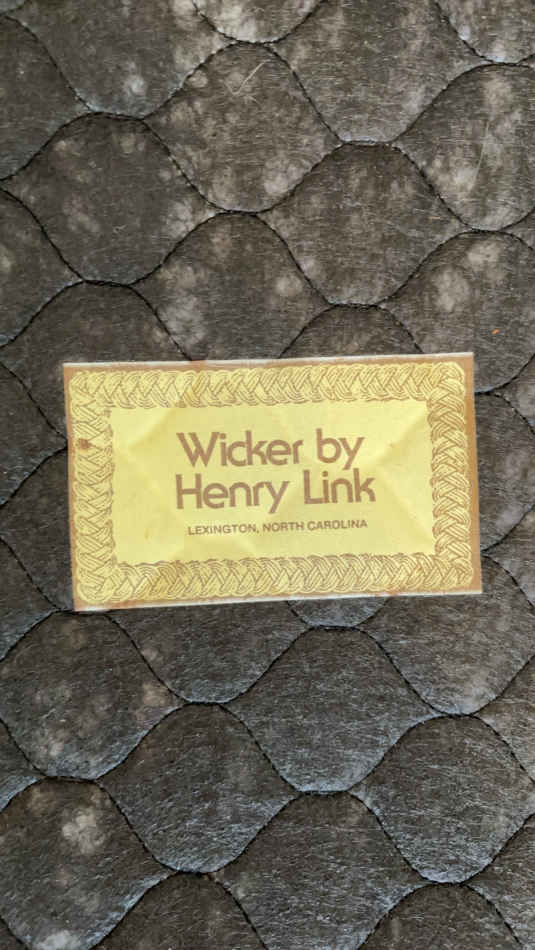 Wicker by
Henry Link
LEXINGTON, NORTH CAROLINA